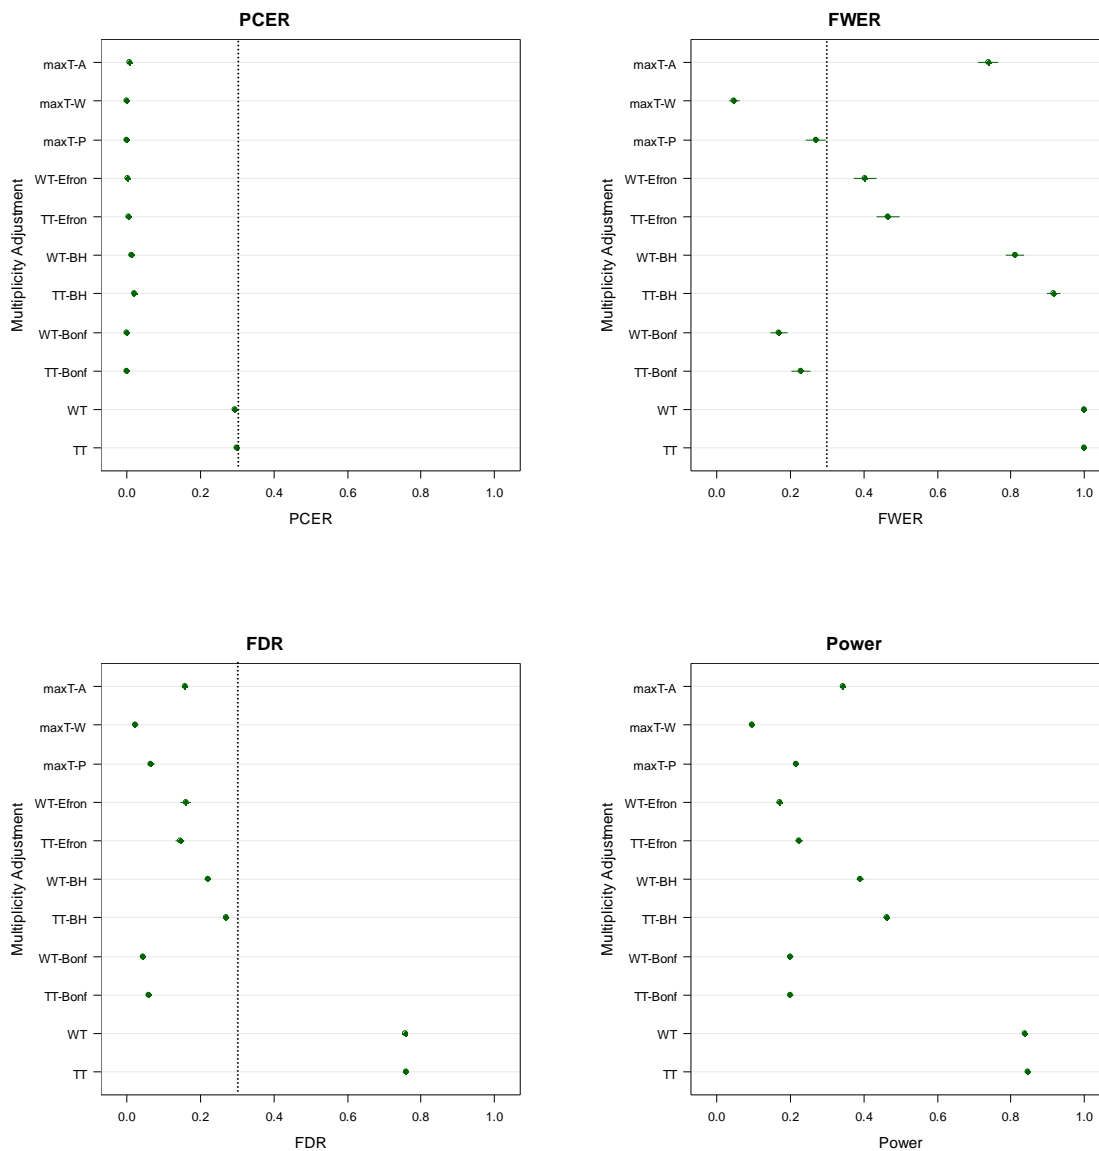 PCER
Multiplicity Adjustment
maxT-A
maxT-W
maxT-P
WT-Efron
TT-Efron
WT-BH
TT-BH
WT-Bonf
TT-Bonf
WT
TT
0.0 0.2 0.4 0.6 0.8 1.0
PCER
FWER
Multiplicity Adjustment
maxT-A
maxT-W
maxT-P
WT-Efron
TT-Efron
WT-BH
TT-BH
WT-Bonf
TT-Bonf
WT
TT
0.0 0.2 0.4 0.6 0.8 1.0
FWER
FDR
Multiplicity Adjustment
maxT-A
maxT-W
maxT-P
WT-Efron
TT-Efron
WT-BH
TT-BH
WT-Bonf
TT-Bonf
WT
TT
0.0 0.2 0.4 0.6 0.8 1.0
FDR
Power
Multiplicity Adjustment
maxT-A
maxT-W
maxT-P
WT-Efron
TT-Efron
WT-BH
TT-BH
WT-Bonf
TT-Bonf
WT
TT
0.0 0.2 0.4 0.6 0.8 1.0
Power